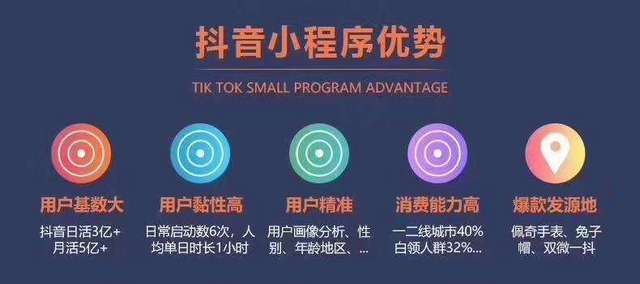 抖音小程序优势
TIK TOK SMALL PROGRAM ADVANTAGE
用户基数大
抖音日活3亿+
月活5亿+
用户黏性高
日常启动数6次，人
均单日时长1小时
用户精准
用户画像分析、性
别、年龄地区、...
消费能力高
一二线城市40%
白领人群32%...
爆款发源地
佩奇手表、兔子
帽、双微一抖